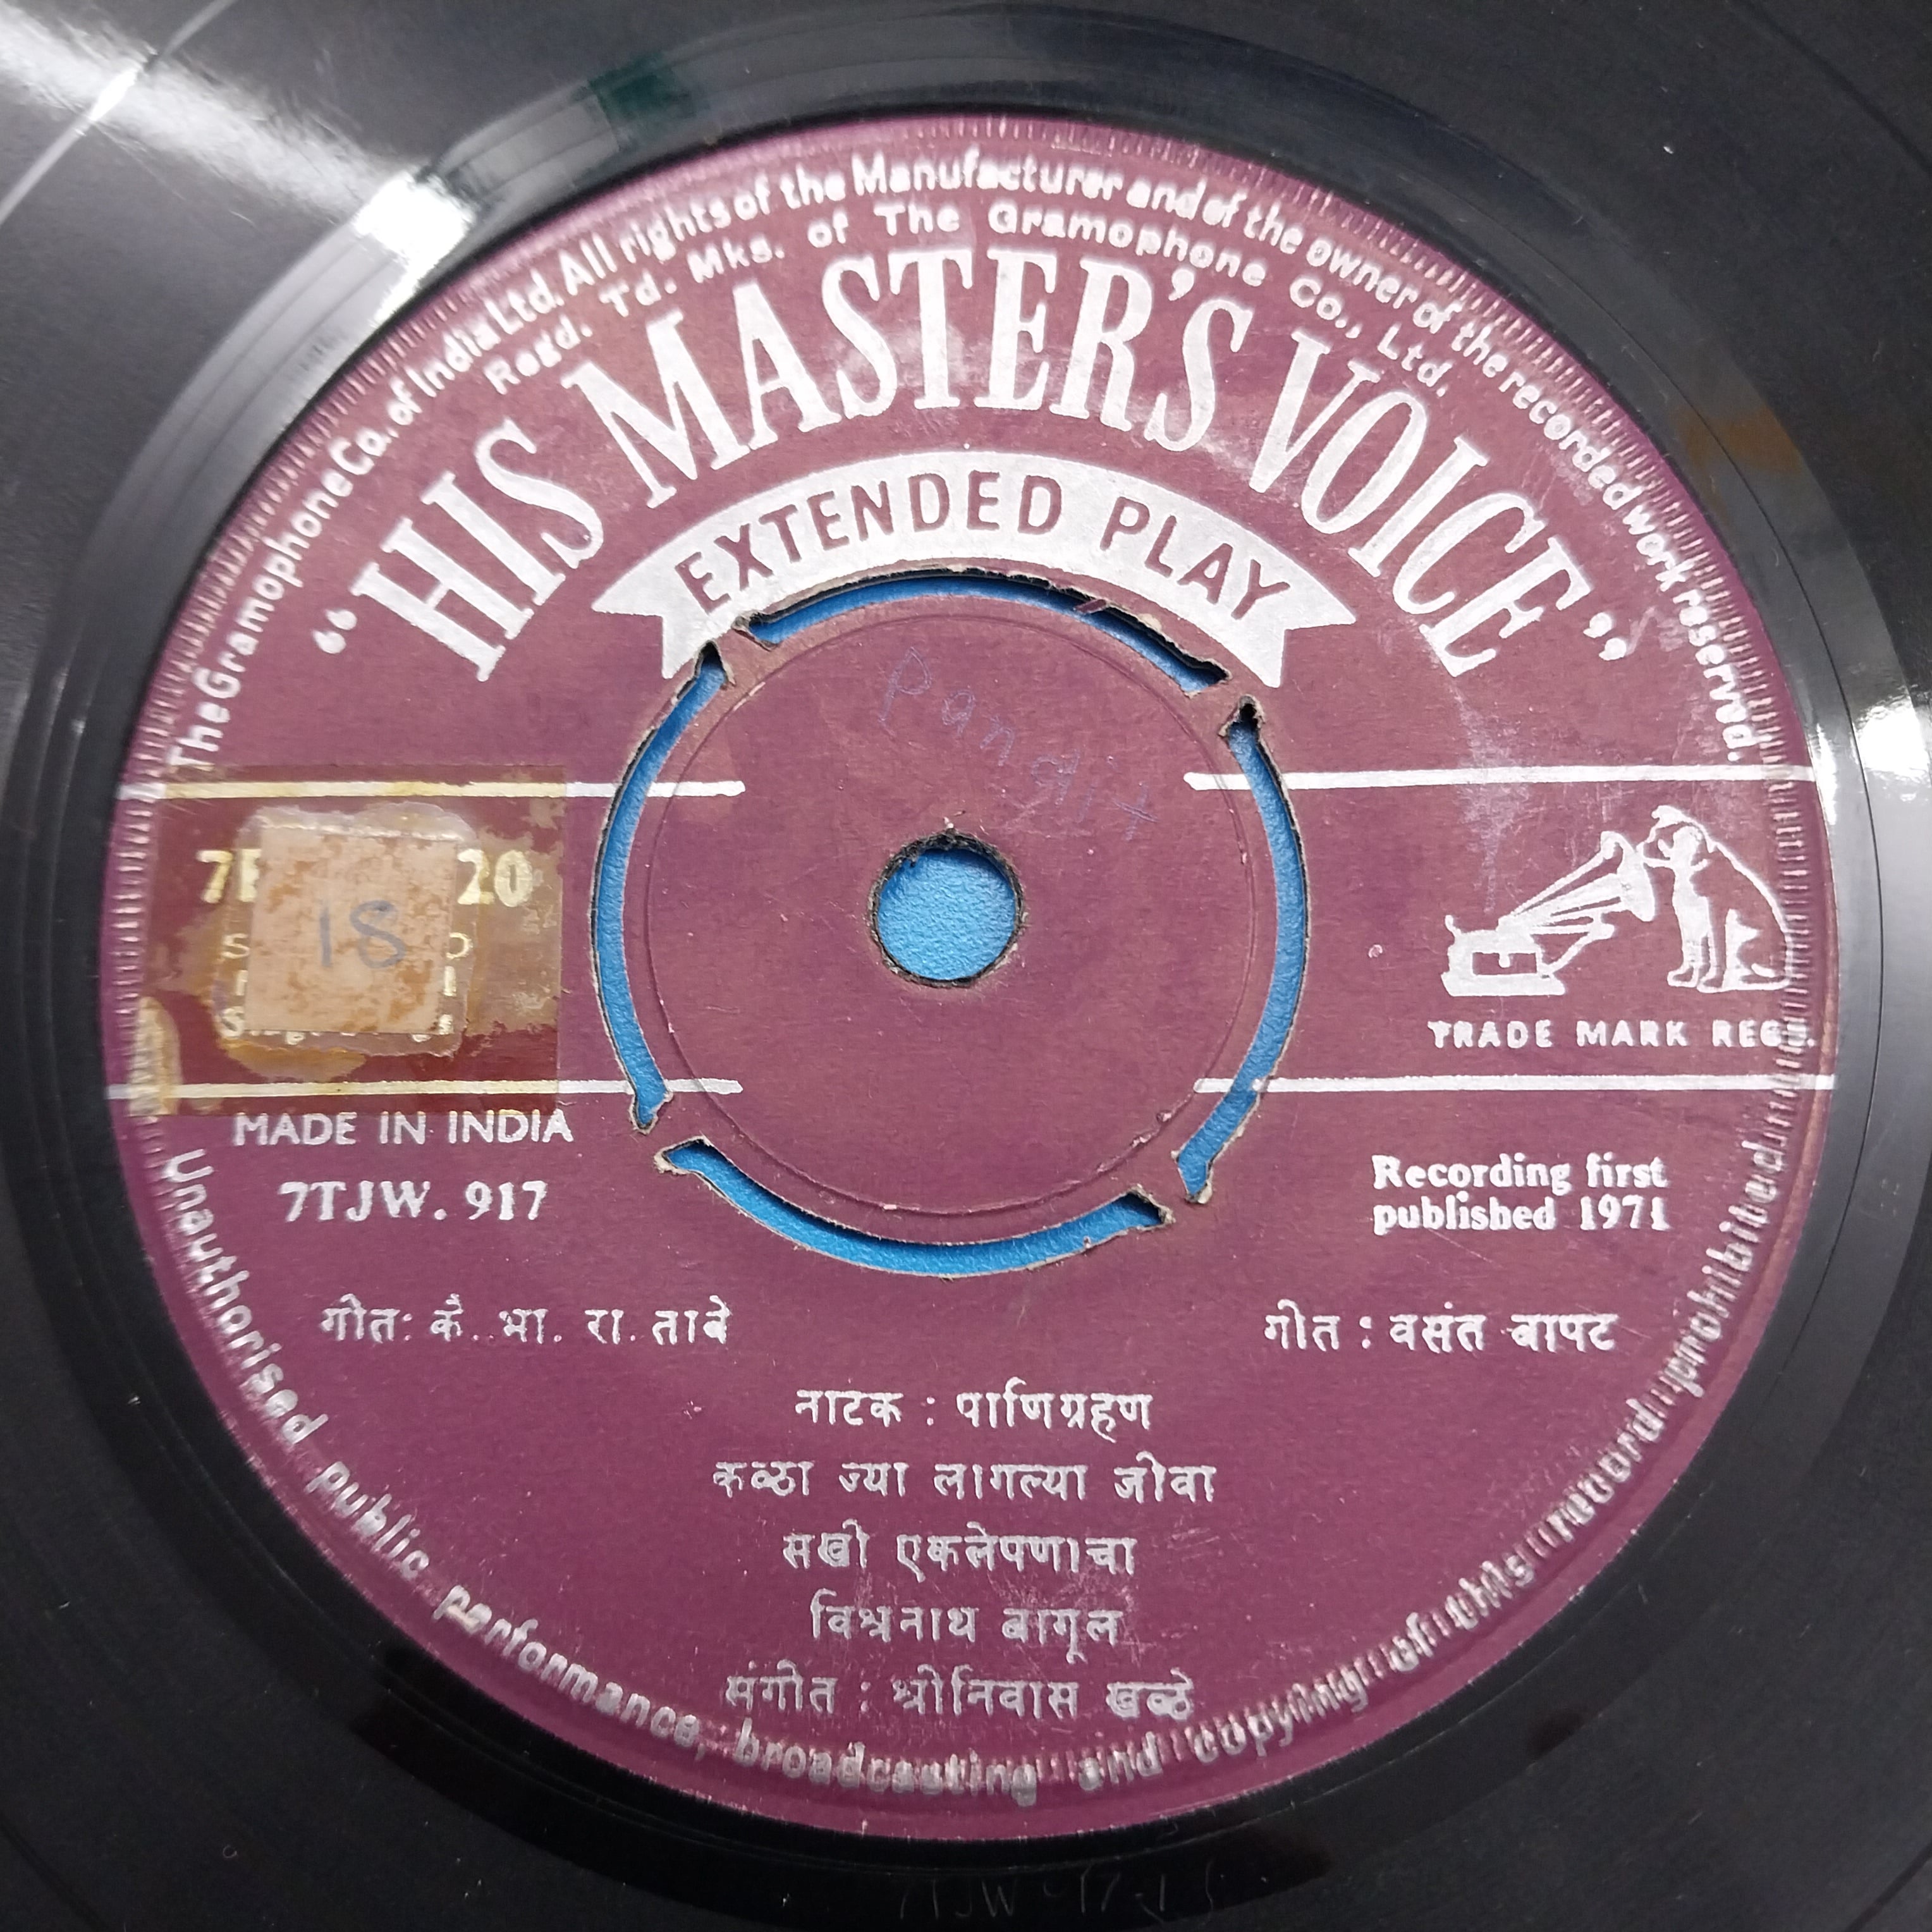 The Gramophone Co. of India Ltd. All rights of the Manufacturer and of the owner of the recorded work reserved.
Regd. Td. Mks. of The Gramophone Co., Ltd.
"HIS MASTER'S VOICE"
EXTENDED PLAY
Pandit
20
18
TRADE MARK REGD.
MADE IN INDIA
7TJW. 917
Recording first
published 1971
गीत: कै. भा. रा. तांबे
गीत : वसंत बापट
नाटक : पाणिग्रहण
कळा ज्या लागल्या जीवा
सखी एकलेपणाचा
विश्वनाथ बागूल
संगीत : श्रीनिवास खळे
Unauthorised public performance, broadcasting and copying of this record prohibited